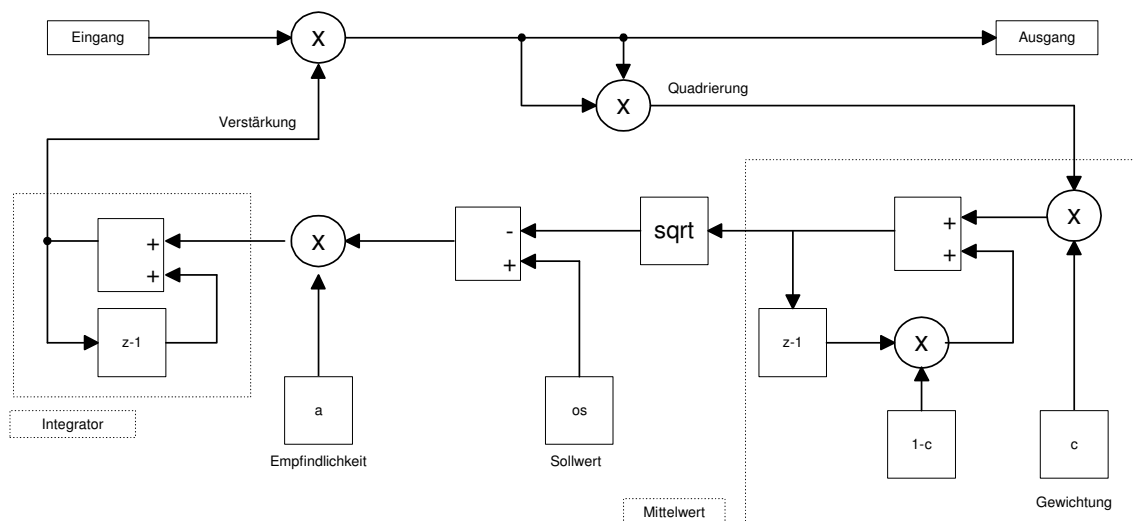 Eingang
X
Ausgang
X
Quadrierung
Verstärkung
X
+
+
X
-
+
sqrt
+
+
z-1
z-1
X
a
os
1-c
c
Integrator
Empfindlichkeit
Sollwert
Gewichtung
Mittelwert